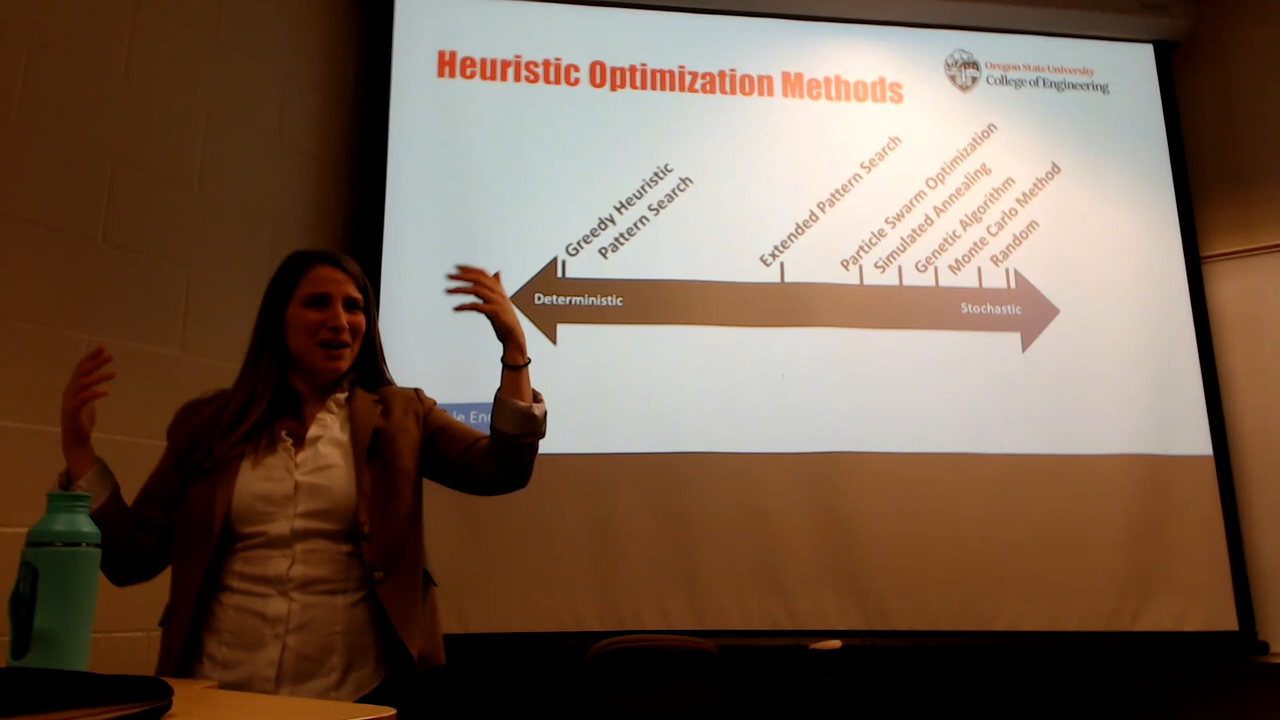 Heuristic Optimization Methods
Oregon State University
College of Engineering
Greedy Heuristic
Pattern Search
Extended Pattern Search
Particle Swarm Optimization
Simulated Annealing
Genetic Algorithm
Monte Carlo Method
Random
Deterministic
Stochastic